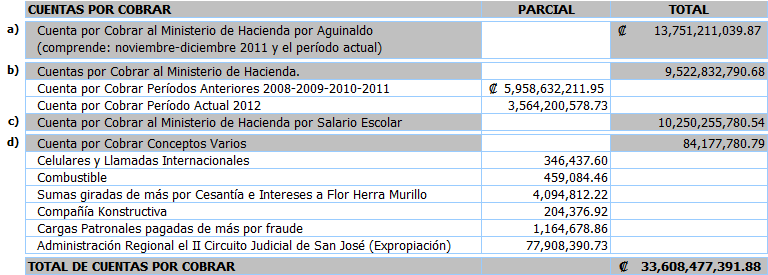 CUENTAS POR COBRAR PARCIAL TOTAL
a) Cuenta por Cobrar al Ministerio de Hacienda por Aguinaldo ₡ 13,751,211,039.87
(comprende: noviembre-diciembre 2011 y el período actual)
b) Cuentas por Cobrar al Ministerio de Hacienda. 9,522,832,790.68
Cuenta por Cobrar Períodos Anteriores 2008-2009-2010-2011 ₡ 5,958,632,211.95
Cuenta por Cobrar Período Actual 2012 3,564,200,578.73
c) Cuenta por Cobrar al Ministerio de Hacienda por Salario Escolar 10,250,255,780.54
d) Cuenta por Cobrar Conceptos Varios 84,177,780.79
Celulares y Llamadas Internacionales 346,437.60
Combustible 459,084.46
Sumas giradas de más por Cesantía e Intereses a Flor Herra Murillo 4,094,812.22
Compañía Konstructiva 204,376.92
Cargas Patronales pagadas de más por fraude 1,164,678.86
Administración Regional el II Circuito Judicial de San José (Expropiación) 77,908,390.73
TOTAL DE CUENTAS POR COBRAR ₡ 33,608,477,391.88